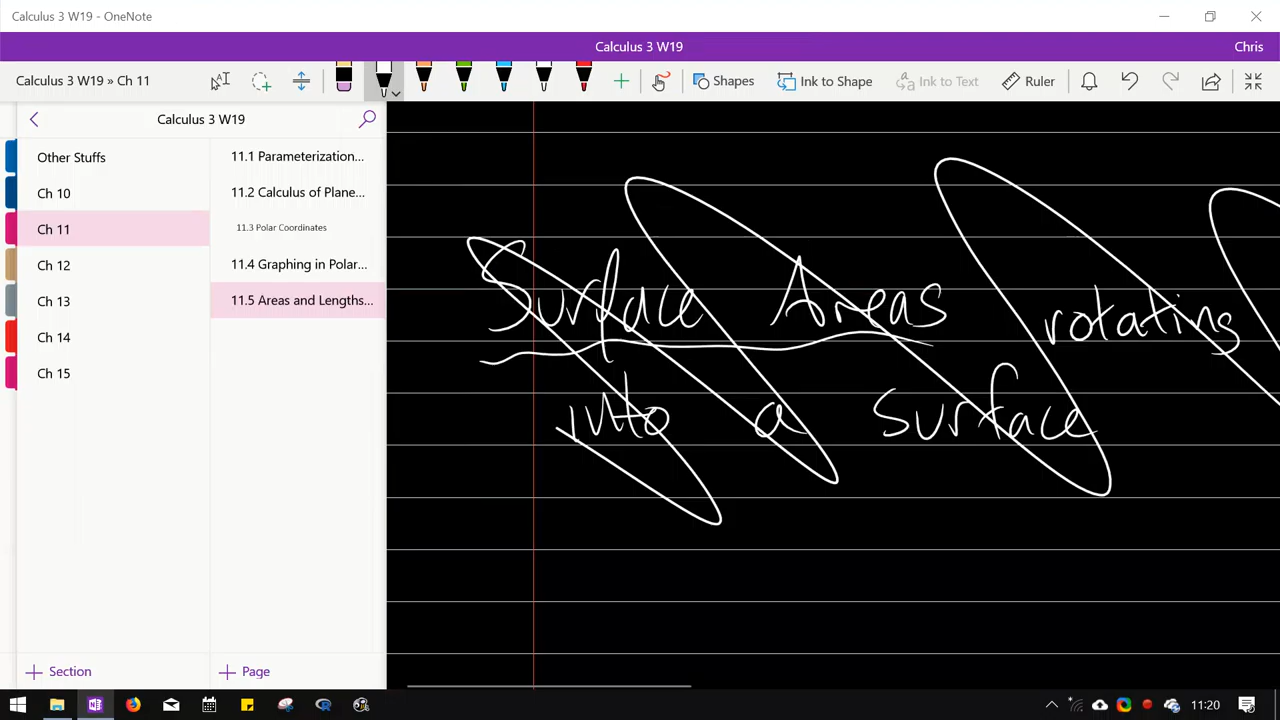 Calculus 3 W19 - OneNote
Calculus 3 W19
Chris
Calculus 3 W19 » Ch 11
Shapes
Ink to Shape
Ink to Text
Ruler
Calculus 3 W19
Other Stuffs
Ch 10
Ch 11
Ch 12
Ch 13
Ch 14
Ch 15
11.1 Parameterization...
11.2 Calculus of Plane...
11.3 Polar Coordinates
11.4 Graphing in Polar...
11.5 Areas and Lengths...
Surface Areas rotating
into a surface
+ Section
+ Page
11:20